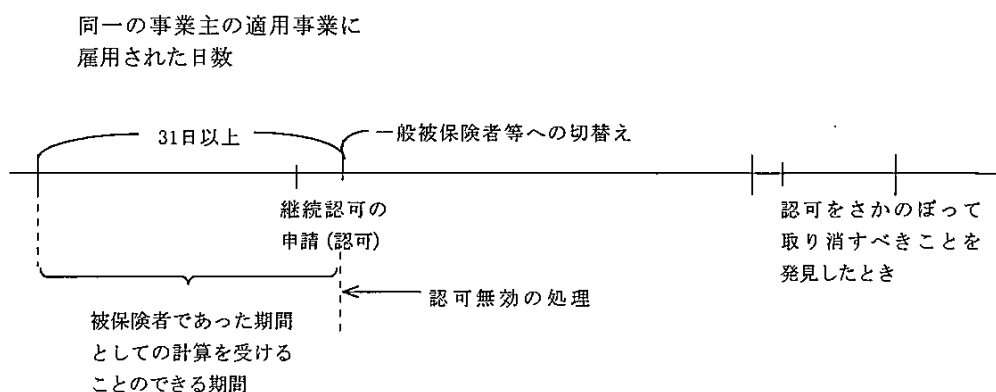 同一の事業主の適用事業に
雇用された日数
31日以上
一般被保険者等への切替え
継続認可の
申請(認可)
認可をさかのぼって
取り消すべきことを
発見したとき
認可無効の処理
被保険者であった期間
としての計算を受ける
ことのできる期間